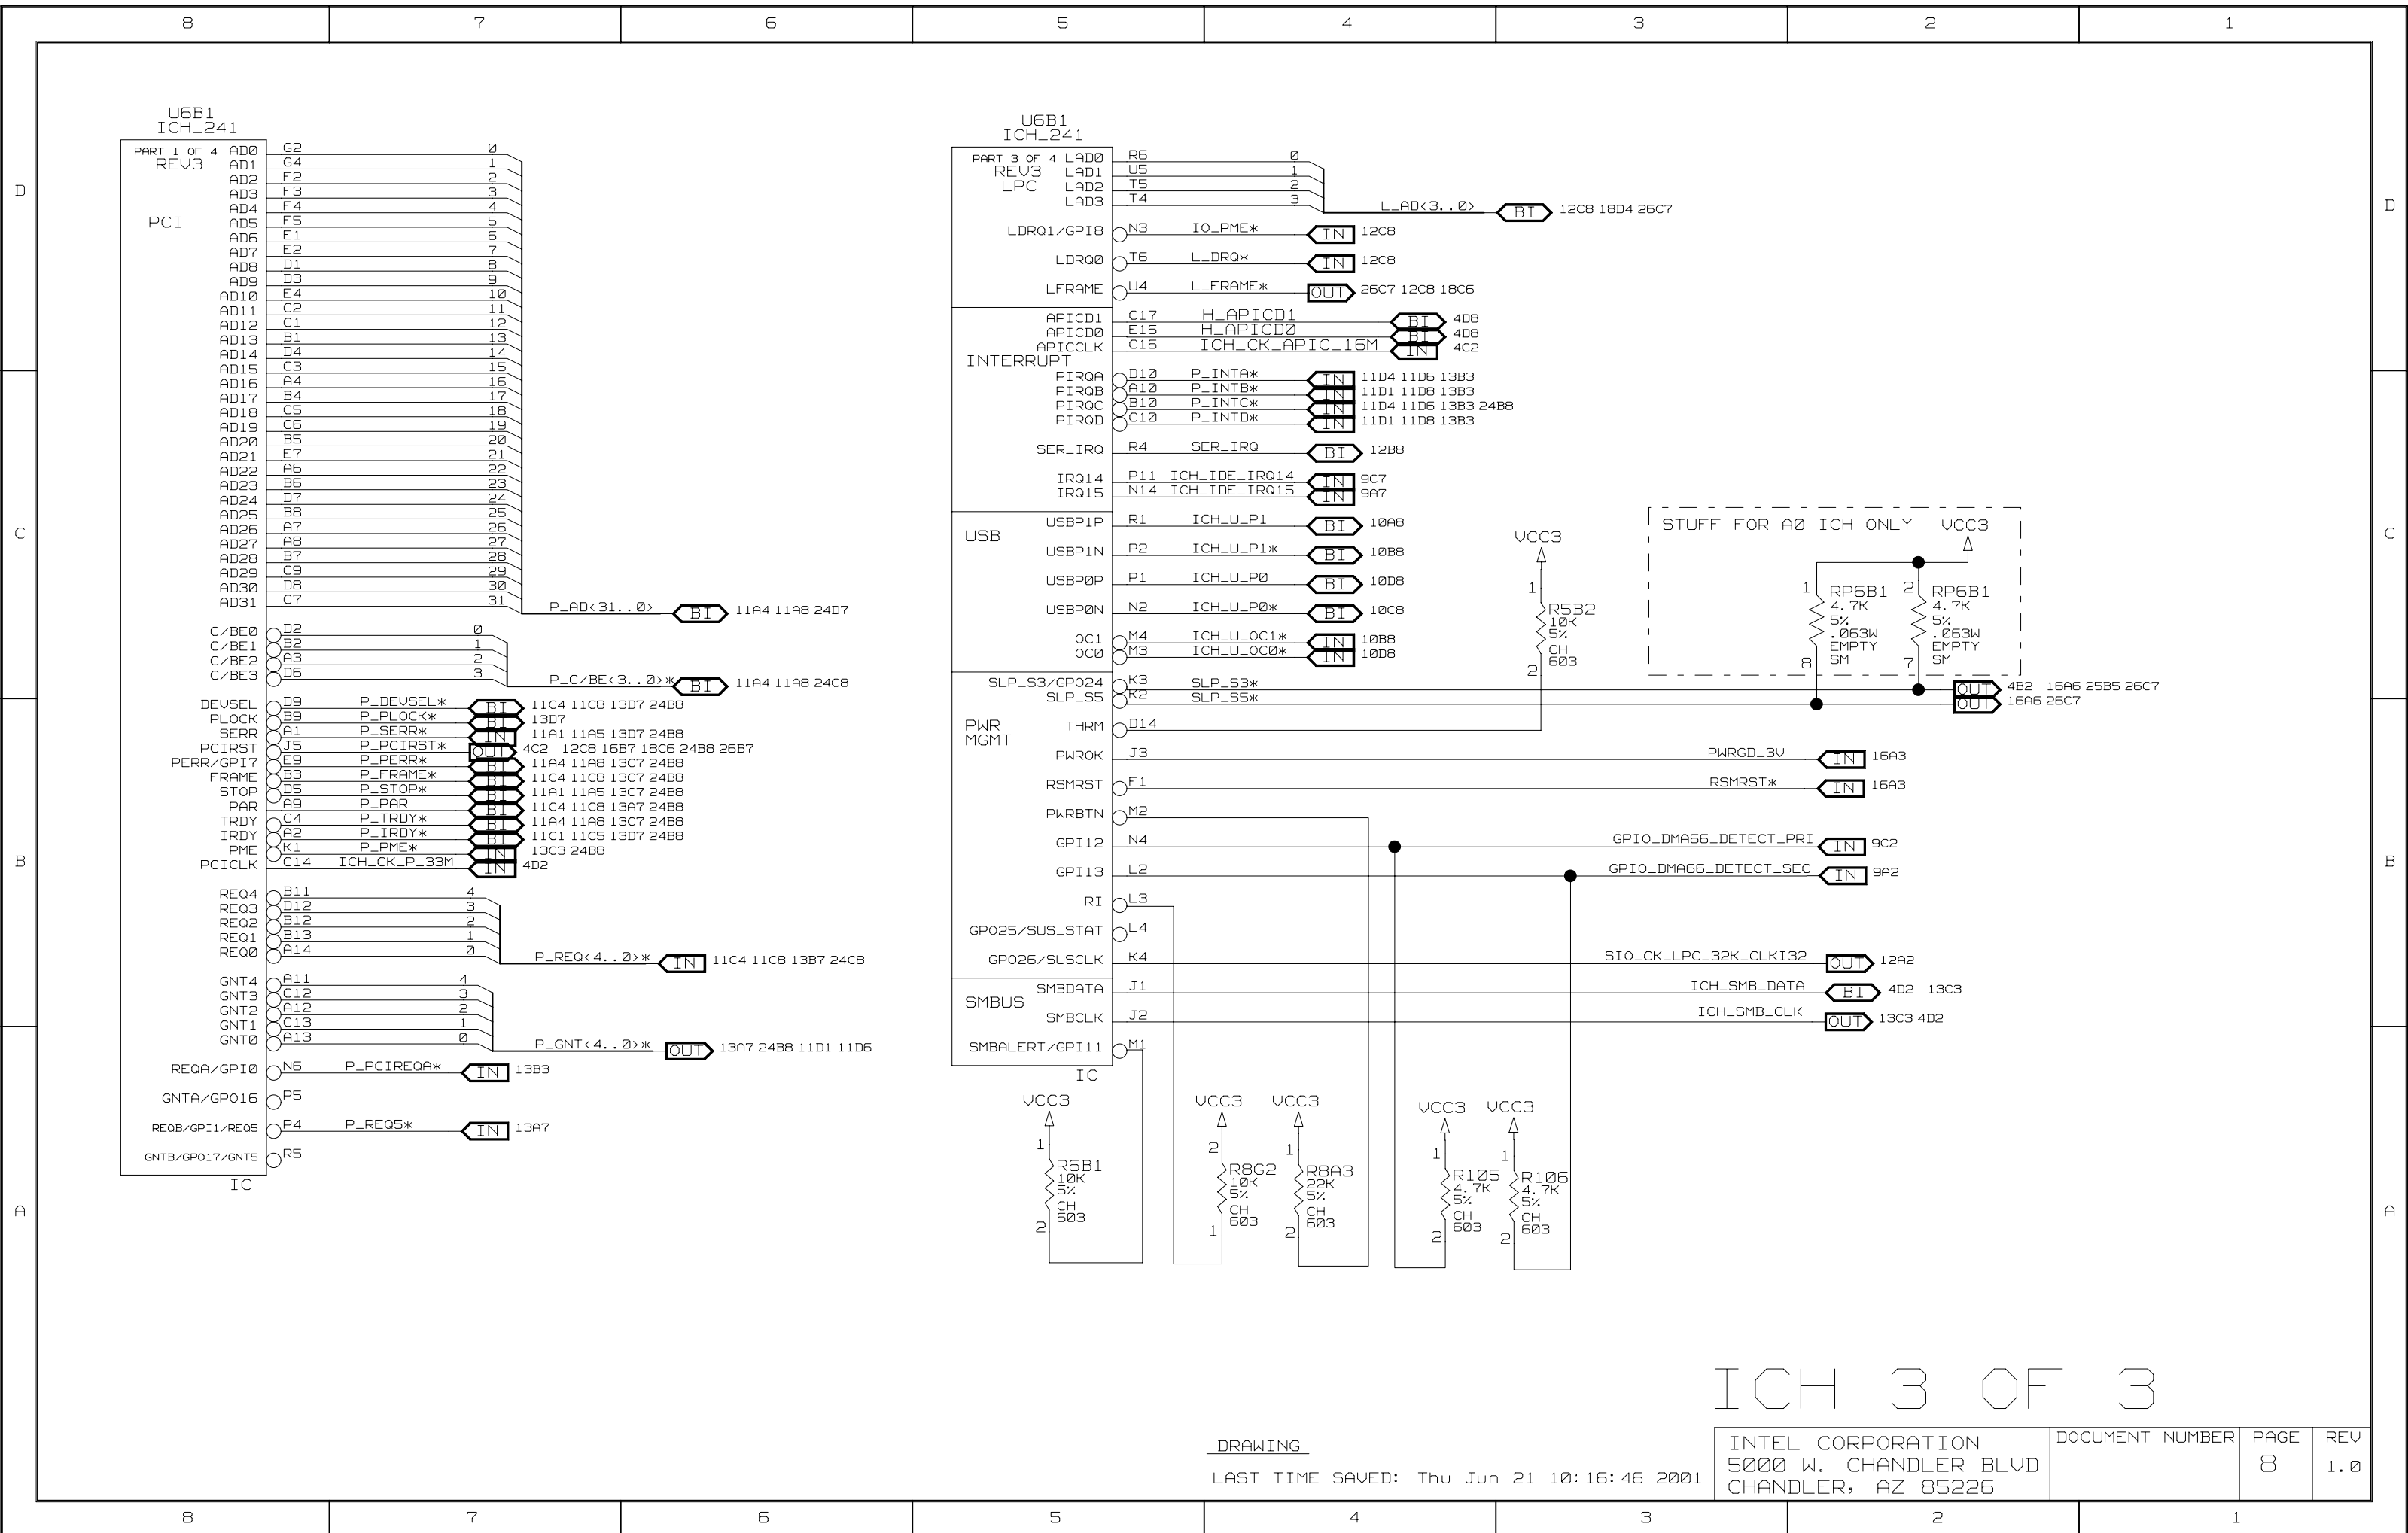 8 7 6 5 4 3 2 1
D
C
B
A
D
C
B
A
U6B1
ICH_241
PART 1 OF 4
REV3
PCI
AD0 G2 0
AD1 G4 1
AD2 F2 2
AD3 F3 3
AD4 F4 4
AD5 F5 5
AD6 E1 6
AD7 E2 7
AD8 D1 8
AD9 D3 9
AD10 E4 10
AD11 C2 11
AD12 C1 12
AD13 B1 13
AD14 D4 14
AD15 C3 15
AD16 A4 16
AD17 B4 17
AD18 C5 18
AD19 C6 19
AD20 B5 20
AD21 E7 21
AD22 A6 22
AD23 B6 23
AD24 D7 24
AD25 B8 25
AD26 A7 26
AD27 A8 27
AD28 B7 28
AD29 C9 29
AD30 D8 30
AD31 C7 31
P_AD<31..0> BI 11A4 11A8 24D7
C/BE0 D2 0
C/BE1 B2 1
C/BE2 A3 2
C/BE3 D6 3
P_C/BE<3..0>* BI 11A4 11A8 24C8
DEVSEL D9 P_DEVSEL* BI 11C4 11C8 13D7 24B8
PLOCK B9 P_PLOCK* BI 13D7
SERR A1 P_SERR* IN 11A1 11A5 13D7 24B8
PCIRST J5 P_PCIRST* OUT 4C2 12C8 16B7 18C6 24B8 26B7
PERR/GPI7 E9 P_PERR* BI 11A4 11A8 13C7 24B8
FRAME B3 P_FRAME* BI 11C4 11C8 13C7 24B8
STOP D5 P_STOP* BI 11A1 11A5 13C7 24B8
PAR A9 P_PAR BI 11C4 11C8 13A7 24B8
TRDY C4 P_TRDY* BI 11A4 11A8 13C7 24B8
IRDY A2 P_IRDY* BI 11C1 11C5 13D7 24B8
PME K1 P_PME* IN 13C3 24B8
PCICLK C14 ICH_CK_P_33M IN 4D2
REQ4 B11 4
REQ3 D12 3
REQ2 B12 2
REQ1 B13 1
REQ0 A14 0
P_REQ<4..0>* IN 11C4 11C8 13B7 24C8
GNT4 A11 4
GNT3 C12 3
GNT2 A12 2
GNT1 C13 1
GNT0 A13 0
P_GNT<4..0>* OUT 13A7 24B8 11D1 11D6
REQA/GPI0 N6 P_PCIREQA* IN 13B3
GNTA/GPO16 P5
REQB/GPI1/REQ5 P4 P_REQ5* IN 13A7
GNTB/GPO17/GNT5 R5
IC
U6B1
ICH_241
PART 3 OF 4
REV3
LPC
LAD0 R6 0
LAD1 U5 1
LAD2 T5 2
LAD3 T4 3
L_AD<3..0> BI 12C8 18D4 26C7
LDRQ1/GPI8 N3 IO_PME* IN 12C8
LDRQ0 T6 L_DRQ* IN 12C8
LFRAME U4 L_FRAME* OUT 26C7 12C8 18C6
APICD1 C17 H_APICD1 BI 4D8
APICD0 E16 H_APICD0 BI 4D8
APICCLK C16 ICH_CK_APIC_16M IN 4C2
INTERRUPT
PIRQA D10 P_INTA* IN 11D4 11D6 13B3
PIRQB A10 P_INTB* IN 11D1 11D8 13B3
PIRQC B10 P_INTC* IN 11D4 11D6 13B3 24B8
PIRQD C10 P_INTD* IN 11D1 11D8 13B3
SER_IRQ R4 SER_IRQ BI 12B8
IRQ14 P11 ICH_IDE_IRQ14 IN 9C7
IRQ15 N14 ICH_IDE_IRQ15 IN 9A7
USB
USBP1P R1 ICH_U_P1 BI 10A8
USBP1N P2 ICH_U_P1* BI 10B8
USBP0P P1 ICH_U_P0 BI 10D8
USBP0N N2 ICH_U_P0* BI 10C8
OC1 M4 ICH_U_OC1* IN 10B8
OC0 M3 ICH_U_OC0* IN 10D8
PWR
MGMT
SLP_S3/GPO24 K3 SLP_S3* OUT 4B2 16A6 25B5 26C7
SLP_S5 K2 SLP_S5* OUT 16A6 26C7
THRM D14
PWROK J3 PWRGD_3V IN 16A3
RSMRST F1 RSMRST* IN 16A3
PWRBTN M2
GPI12 N4 GPIO_DMA66_DETECT_PRI IN 9C2
GPI13 L2 GPIO_DMA66_DETECT_SEC IN 9A2
RI L3
GPO25/SUS_STAT L4
GPO26/SUSCLK K4 SIO_CK_LPC_32K_CLKI32 OUT 12A2
SMBUS
SMBDATA J1 ICH_SMB_DATA BI 4D2 13C3
SMBCLK J2 ICH_SMB_CLK OUT 13C3 4D2
SMBALERT/GPI11 M1
IC
VCC3
1
R5B2
10K
5%
CH
603
2
STUFF FOR A0 ICH ONLY VCC3
1
RP6B1
4.7K
5%
.063W
EMPTY
SM
8
2
RP6B1
4.7K
5%
.063W
EMPTY
SM
7
VCC3
1
R6B1
10K
5%
CH
603
2
VCC3
2
R8G2
10K
5%
CH
603
1
VCC3
1
R8A3
22K
5%
CH
603
2
VCC3
1
R105
4.7K
5%
CH
603
2
VCC3
1
R106
4.7K
5%
CH
603
2
ICH 3 OF 3
DRAWING
LAST TIME SAVED: Thu Jun 21 10:16:46 2001
INTEL CORPORATION
5000 W. CHANDLER BLVD
CHANDLER, AZ 85226
DOCUMENT NUMBER
PAGE
8
REV
1.0
8 7 6 5 4 3 2 1